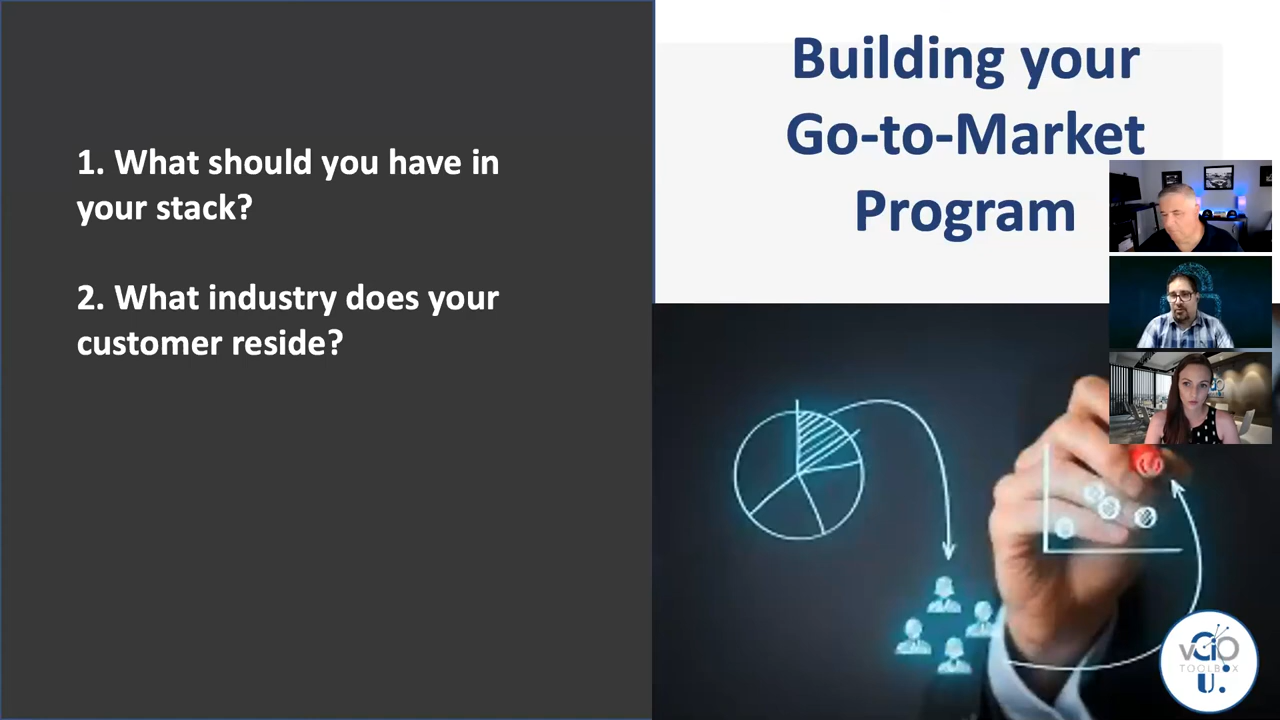 1. What should you have in
your stack?
2. What industry does your
customer reside?
Building your
Go-to-Market
Program
vCIO
TOOLBOX
U.